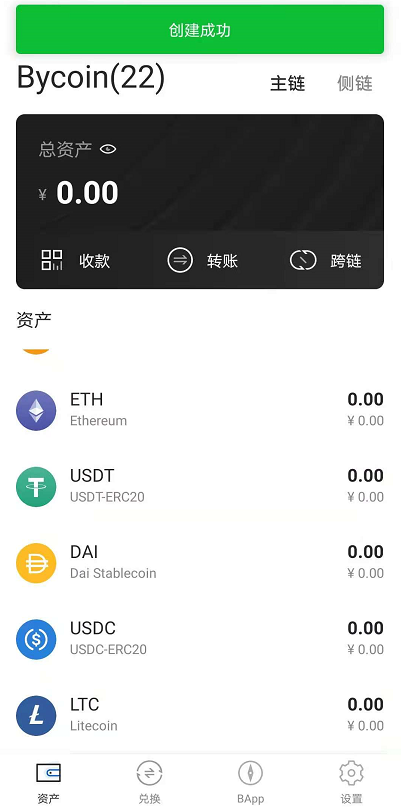 创建成功
Bycoin(22)
主链
侧链
总资产
¥ 0.00
收款
转账
跨链
资产
ETH
0.00
Ethereum
¥ 0.00
USDT
0.00
USDT-ERC20
¥ 0.00
DAI
0.00
Dai Stablecoin
¥ 0.00
USDC
0.00
USDC-ERC20
¥ 0.00
LTC
0.00
Litecoin
¥ 0.00
资产
兑换
BApp
设置